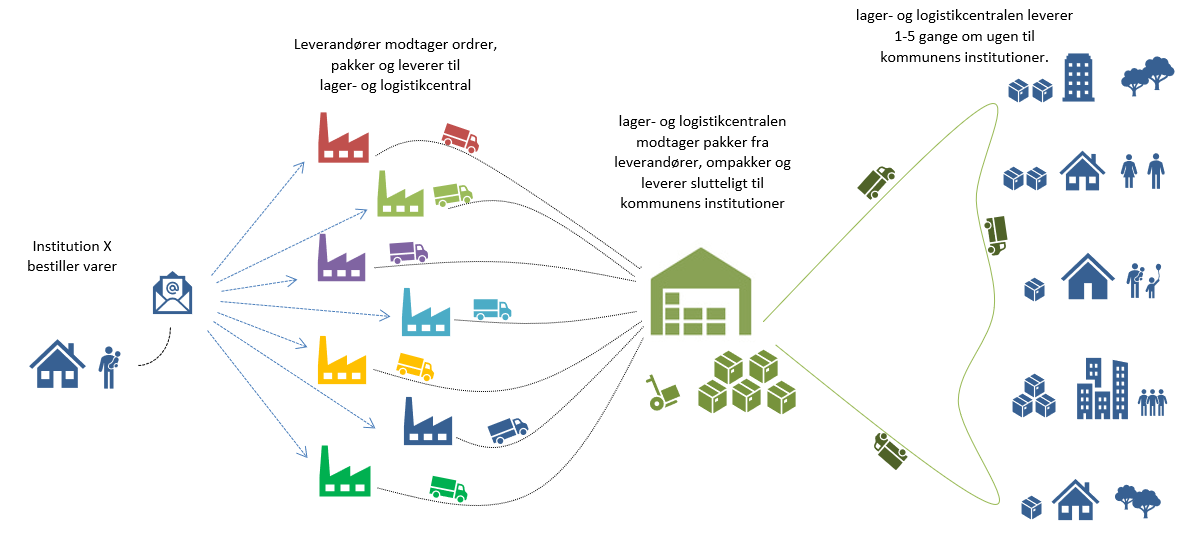 Institution X
bestiller varer
Leverandører modtager ordrer,
pakker og leverer til
lager- og logistikcentral
lager- og logistikcentralen
modtager pakker fra
leverandører, ompakker og
leverer slutteligt til
kommunens institutioner
lager- og logistikcentralen leverer
1-5 gange om ugen til
kommunens institutioner.